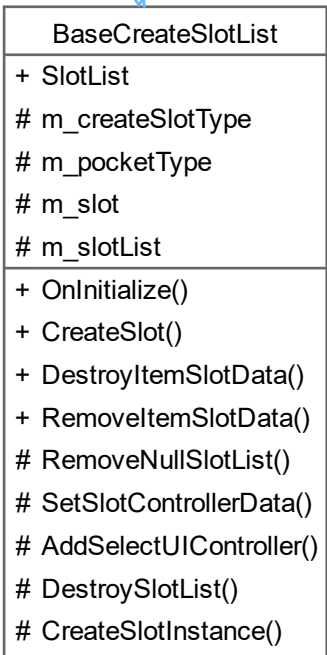 BaseCreateSlotList
+ SlotList
# m_createSlotType
# m_pocketType
# m_slot
# m_slotList
+ OnInitialize()
+ CreateSlot()
+ DestroyItemSlotData()
+ RemoveItemSlotData()
# RemoveNullSlotList()
# SetSlotControllerData()
# AddSelectUIController()
# DestroySlotList()
# CreateSlotInstance()